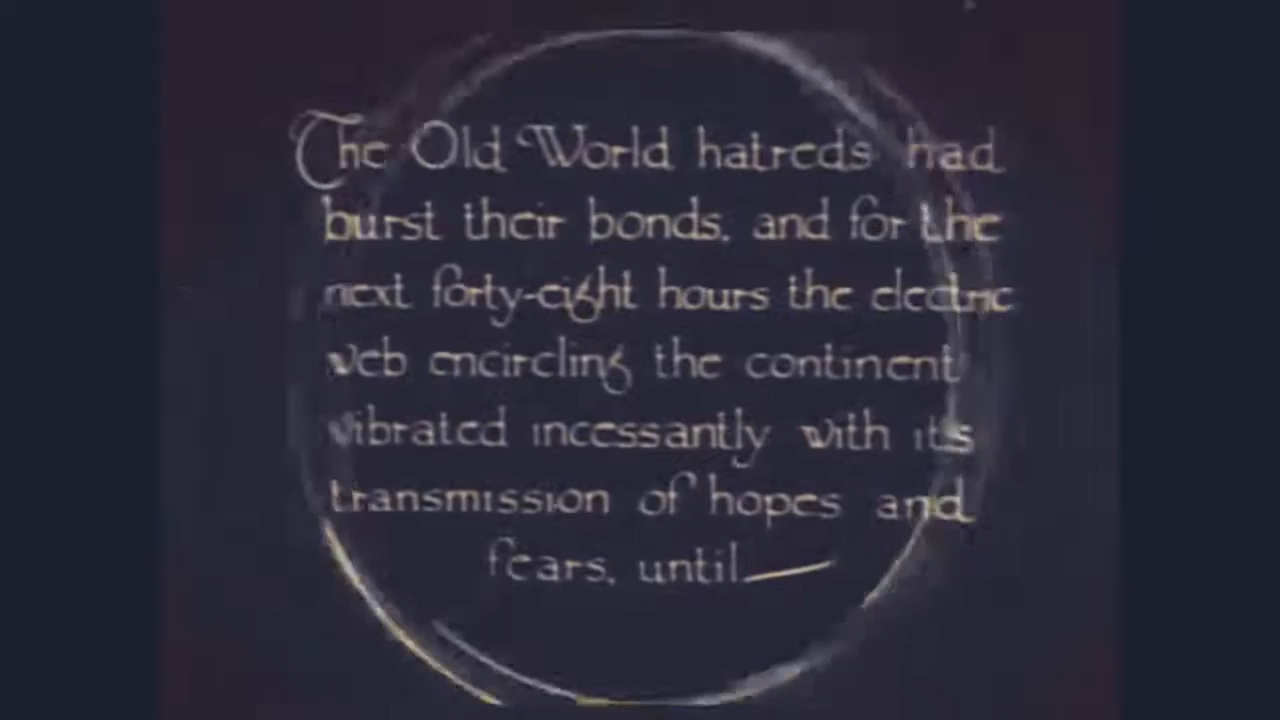 The Old World hatreds had
burst their bonds, and for the
next forty-eight hours the electric
web encircling the continent
vibrated incessantly with it's
transmission of hopes and
fears, until—